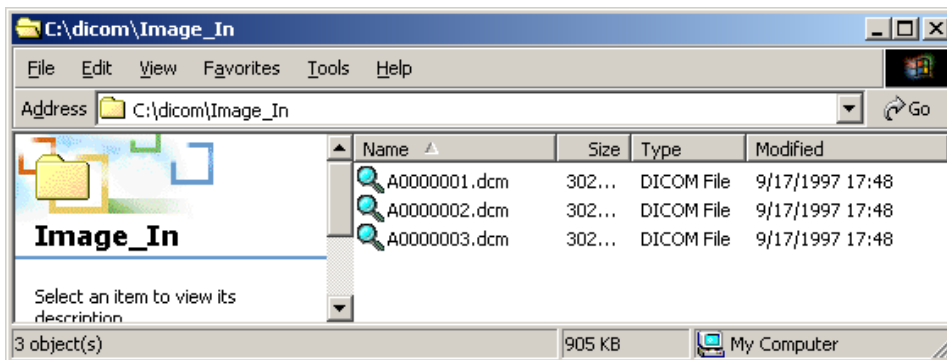 C:\dicom\Image_In
File Edit View Favorites Tools Help
Address C:\dicom\Image_In Go
Name Size Type Modified
A0000001.dcm 302... DICOM File 9/17/1997 17:48
A0000002.dcm 302... DICOM File 9/17/1997 17:48
A0000003.dcm 302... DICOM File 9/17/1997 17:48
Image_In
Select an item to view its
description
3 object(s) 905 KB My Computer